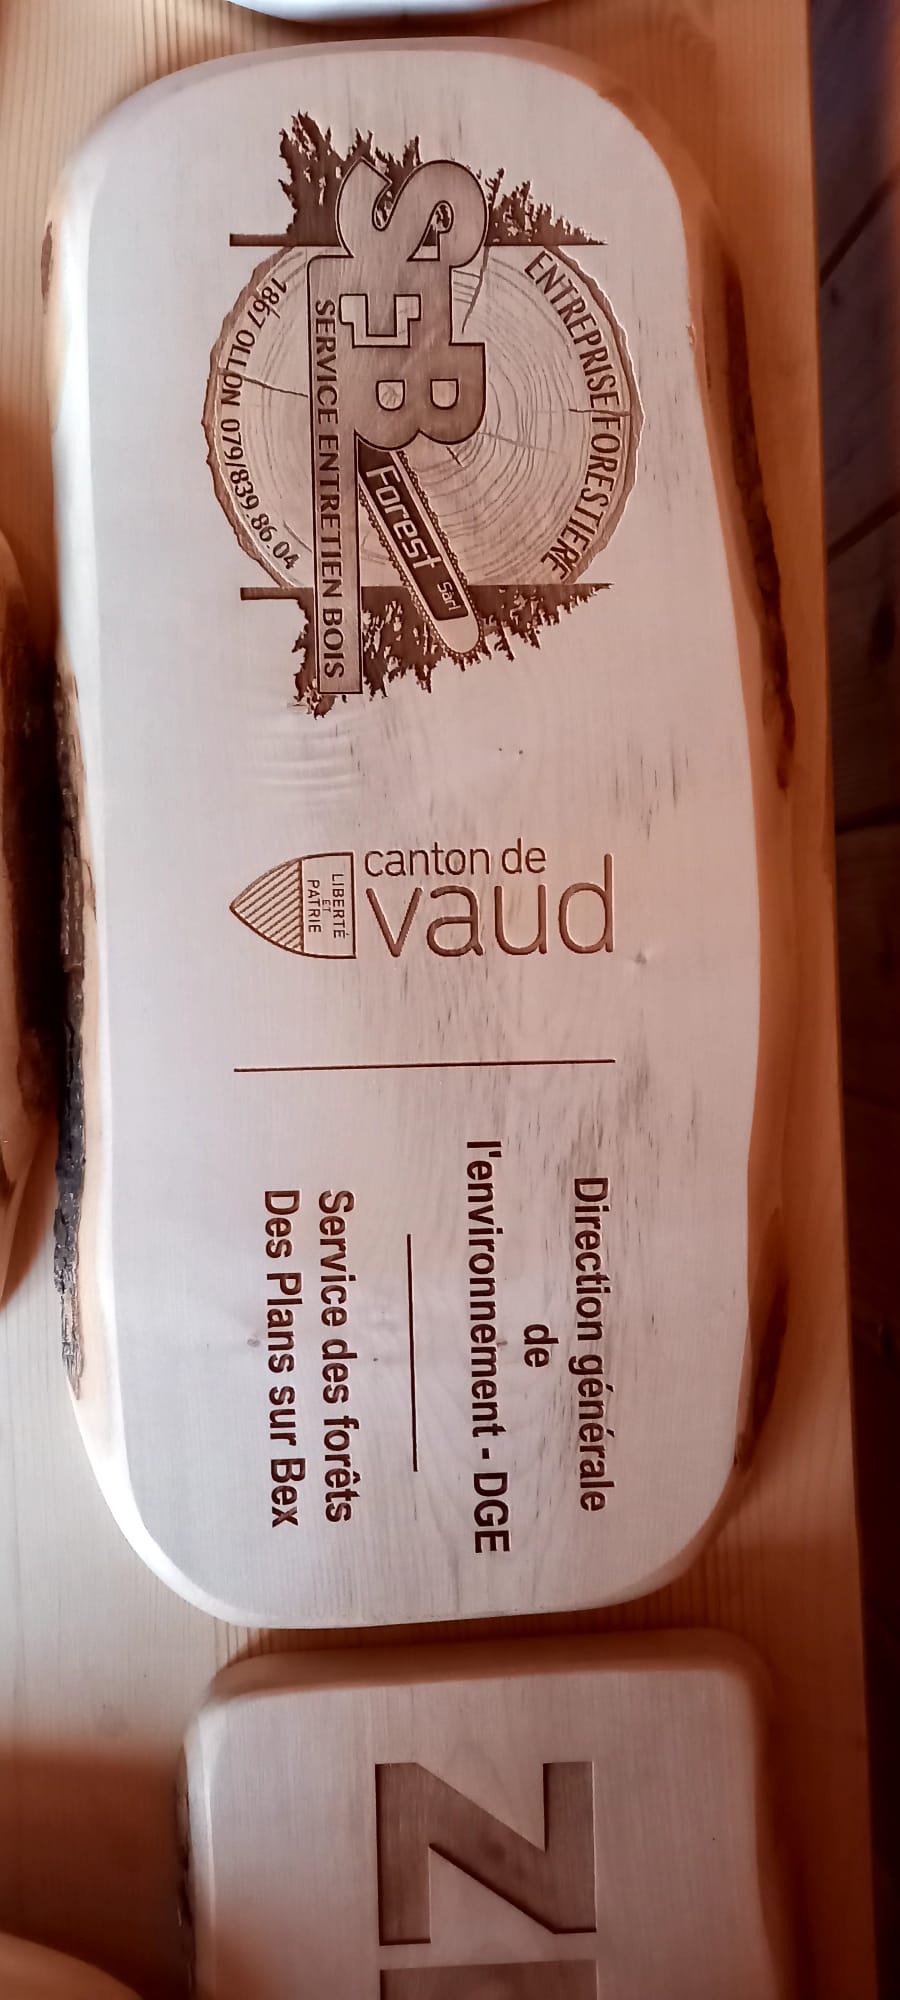 ENTREPRISE FORESTIERE
SEB
Forest Sàrl
SERVICE ENTRETIEN BOIS
1867 OLLON 079/839.86.04
canton de
vaud
LIBERTÉ
ET
PATRIE
Direction générale
de
l'environnement - DGE
Service des forêts
Des Plans sur Bex